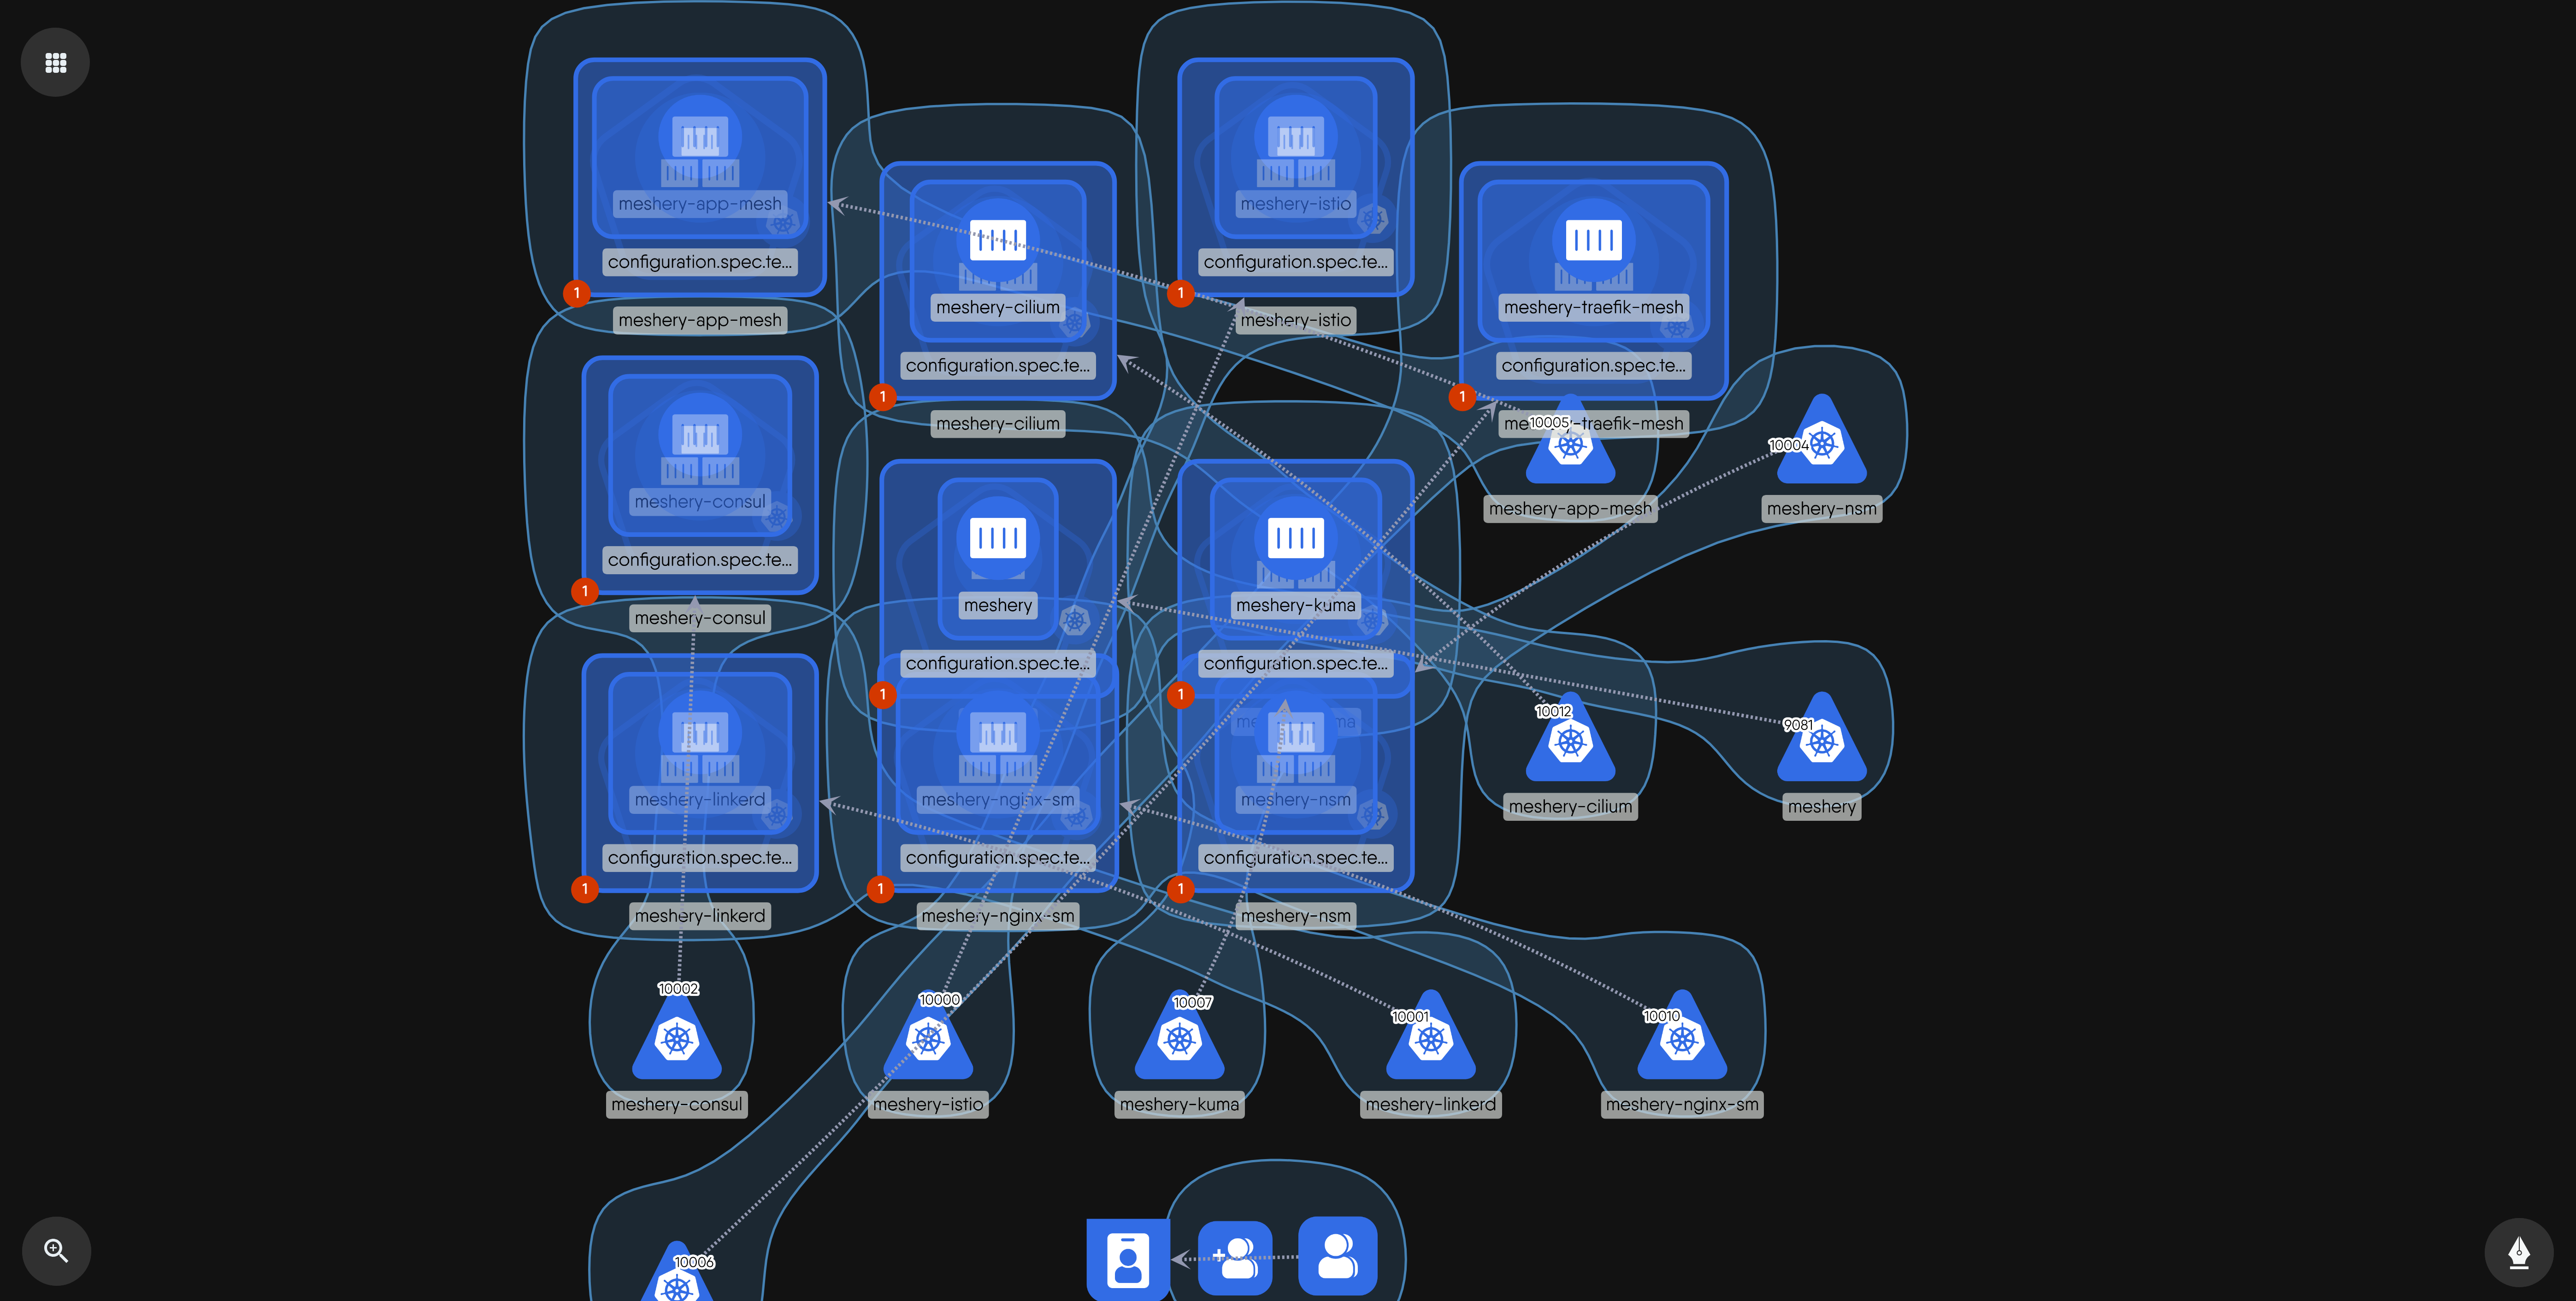 meshery-app-mesh
configuration.spec.te...
1
meshery-app-mesh
meshery-istio
configuration.spec.te...
1
meshery-istio
meshery-cilium
configuration.spec.te...
1
meshery-cilium
meshery-traefik-mesh
configuration.spec.te...
1
meshery-traefik-mesh
10005
meshery-app-mesh
10004
meshery-nsm
meshery-consul
configuration.spec.te...
1
meshery-consul
meshery
configuration.spec.te...
1
meshery-kuma
configuration.spec.te...
1
10012
meshery-cilium
9081
meshery
meshery-linkerd
configuration.spec.te...
1
meshery-linkerd
meshery-nginx-sm
configuration.spec.te...
1
meshery-nginx-sm
meshery-nsm
configuration.spec.te...
1
meshery-nsm
10002
meshery-consul
10000
meshery-istio
10007
meshery-kuma
10001
meshery-linkerd
10010
meshery-nginx-sm
10006